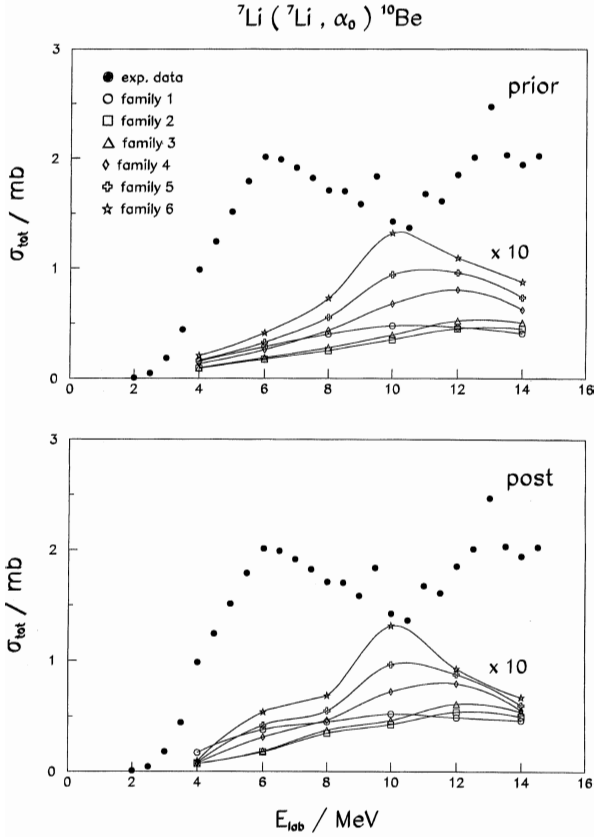 ⁷Li ( ⁷Li , α₀ ) ¹⁰Be
3
prior
exp. data
family 1
family 2
family 3
family 4
family 5
family 6
2
σtot / mb
x 10
1
0
0 2 4 6 8 10 12 14 16
3
post
2
σtot / mb
x 10
1
0
0 2 4 6 8 10 12 14 16
Elab / MeV